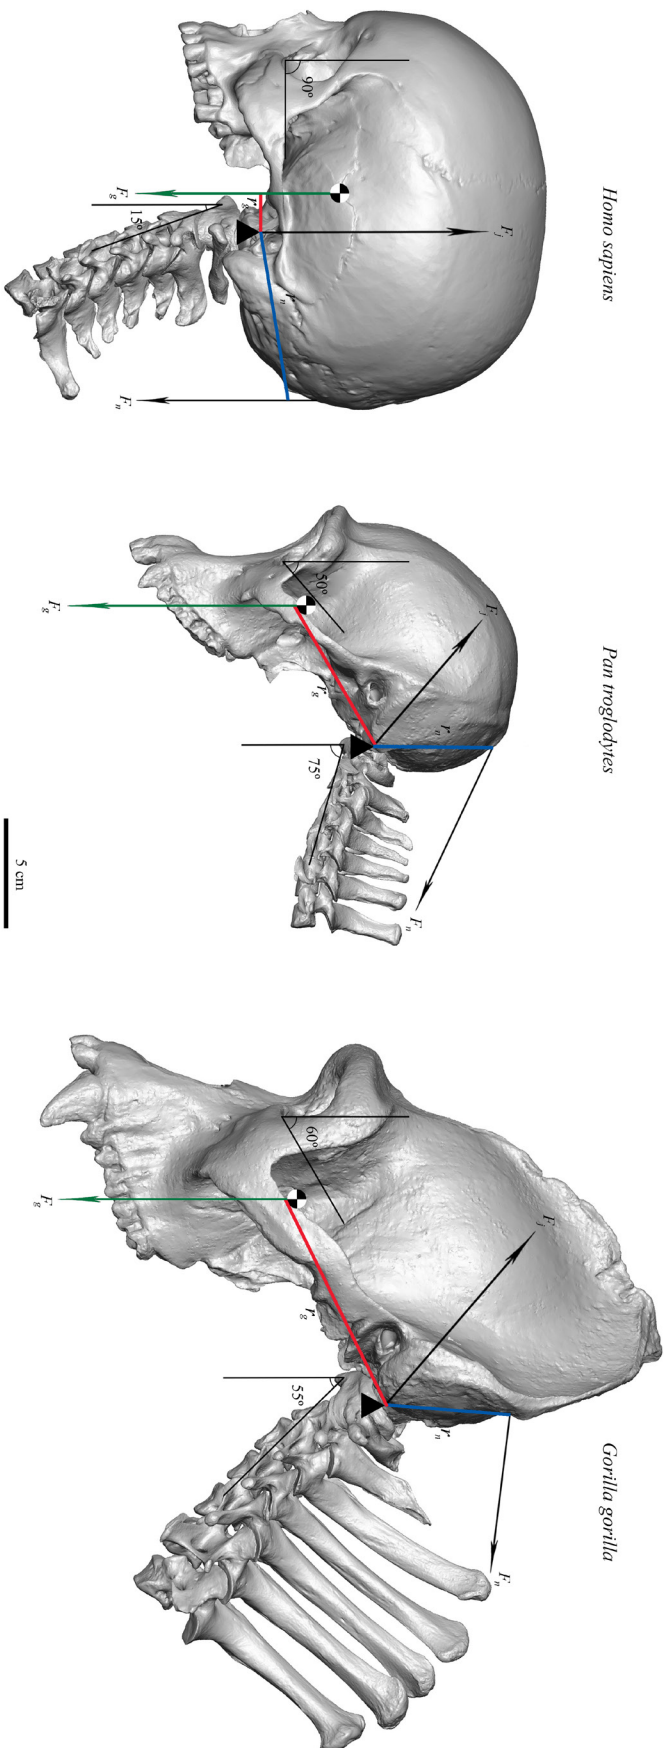 Homo sapiens
90°
F_j
r_g
r_n
F_g
15°
F_n
Pan troglodytes
50°
F_j
r_n
r_g
F_g
75°
F_n
5 cm
Gorilla gorilla
60°
F_j
r_g
r_n
F_g
55°
F_n